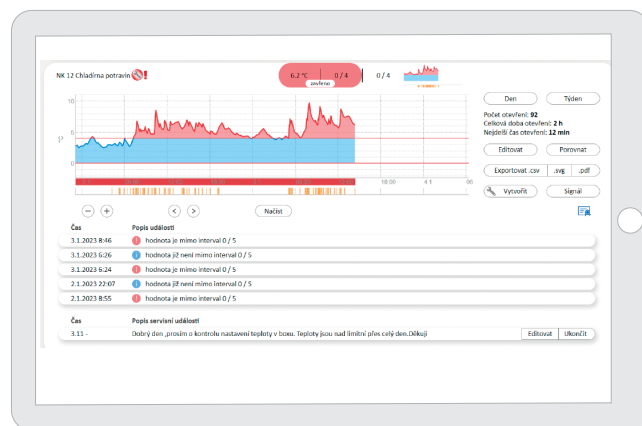 NK 12 Chladírna potravin
6.2 °C 0 / 4 0 / 4
zavřeno
10
5
0
°C
18:00 4 1 06
Den Týden
Počet otevření: 92
Celková doba otevření: 2 h
Nejdelší čas otevření: 12 min
Editovat Porovnat
Exportovat .csv .svg .pdf
Vytvořit Signál
Načíst
Čas Popis události
3.1.2023 8:46 hodnota je mimo interval 0 / 5
3.1.2023 6:26 hodnota již není mimo interval 0 / 5
3.1.2023 6:24 hodnota je mimo interval 0 / 5
2.1.2023 22:07 hodnota již není mimo interval 0 / 5
2.1.2023 8:55 hodnota je mimo interval 0 / 5
Čas Popis servisní události
3.11 - Dobrý den ,prosím o kontrolu nastavení teploty v boxu. Teploty jsou nad limitní přes celý den.Děkuji Editovat Ukončit